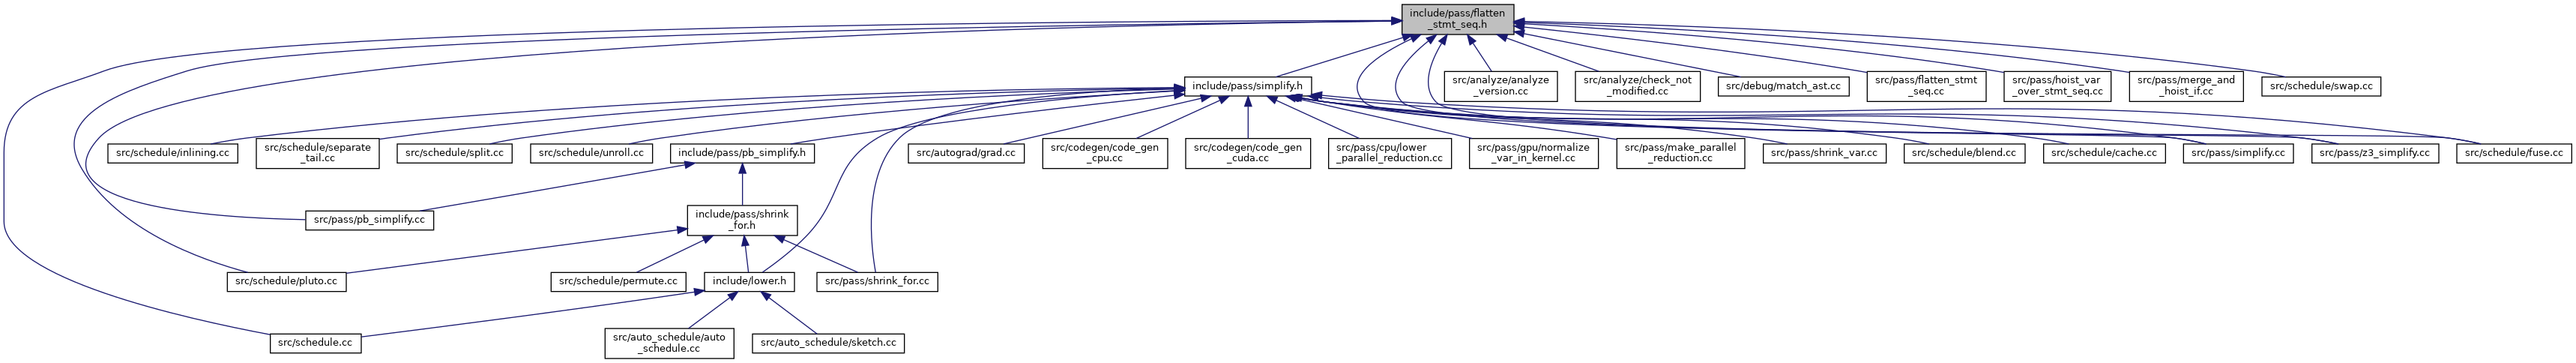 include/pass/flatten
_stmt_seq.h
include/pass/simplify.h
src/analyze/analyze
_version.cc
src/analyze/check_not
_modified.cc
src/debug/match_ast.cc
src/pass/flatten_stmt
_seq.cc
src/pass/hoist_var
_over_stmt_seq.cc
src/pass/merge_and
_hoist_if.cc
src/schedule/swap.cc
src/schedule/inlining.cc
src/schedule/separate
_tail.cc
src/schedule/split.cc
src/schedule/unroll.cc
include/pass/pb_simplify.h
src/autograd/grad.cc
src/codegen/code_gen
_cpu.cc
src/codegen/code_gen
_cuda.cc
src/pass/cpu/lower
_parallel_reduction.cc
src/pass/gpu/normalize
_var_in_kernel.cc
src/pass/make_parallel
_reduction.cc
src/pass/shrink_var.cc
src/schedule/blend.cc
src/schedule/cache.cc
src/pass/simplify.cc
src/pass/z3_simplify.cc
src/schedule/fuse.cc
src/pass/pb_simplify.cc
include/pass/shrink
_for.h
src/schedule/pluto.cc
src/schedule/permute.cc
include/lower.h
src/pass/shrink_for.cc
src/schedule.cc
src/auto_schedule/auto
_schedule.cc
src/auto_schedule/sketch.cc